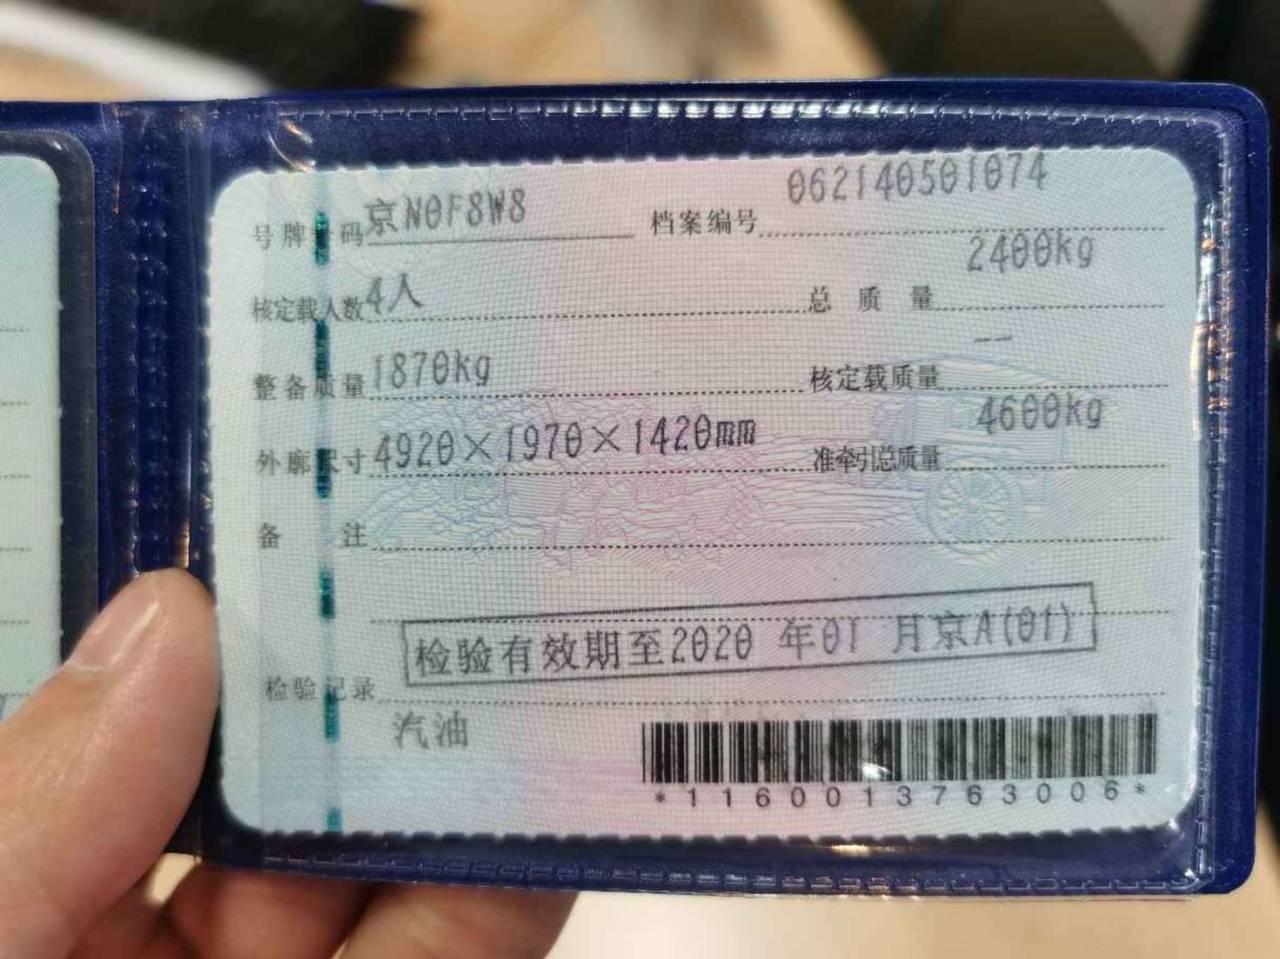 号牌号码 京N0F8W8 档案编号 062140501074
核定载人数 4人 总质量 2400kg
整备质量 1870kg 核定载质量 --
外廓尺寸 4920×1970×1420mm 准牵引总质量 4600kg
备注
检验有效期至2020 年01 月京A(01)
检验记录
汽油
*1160013763006*